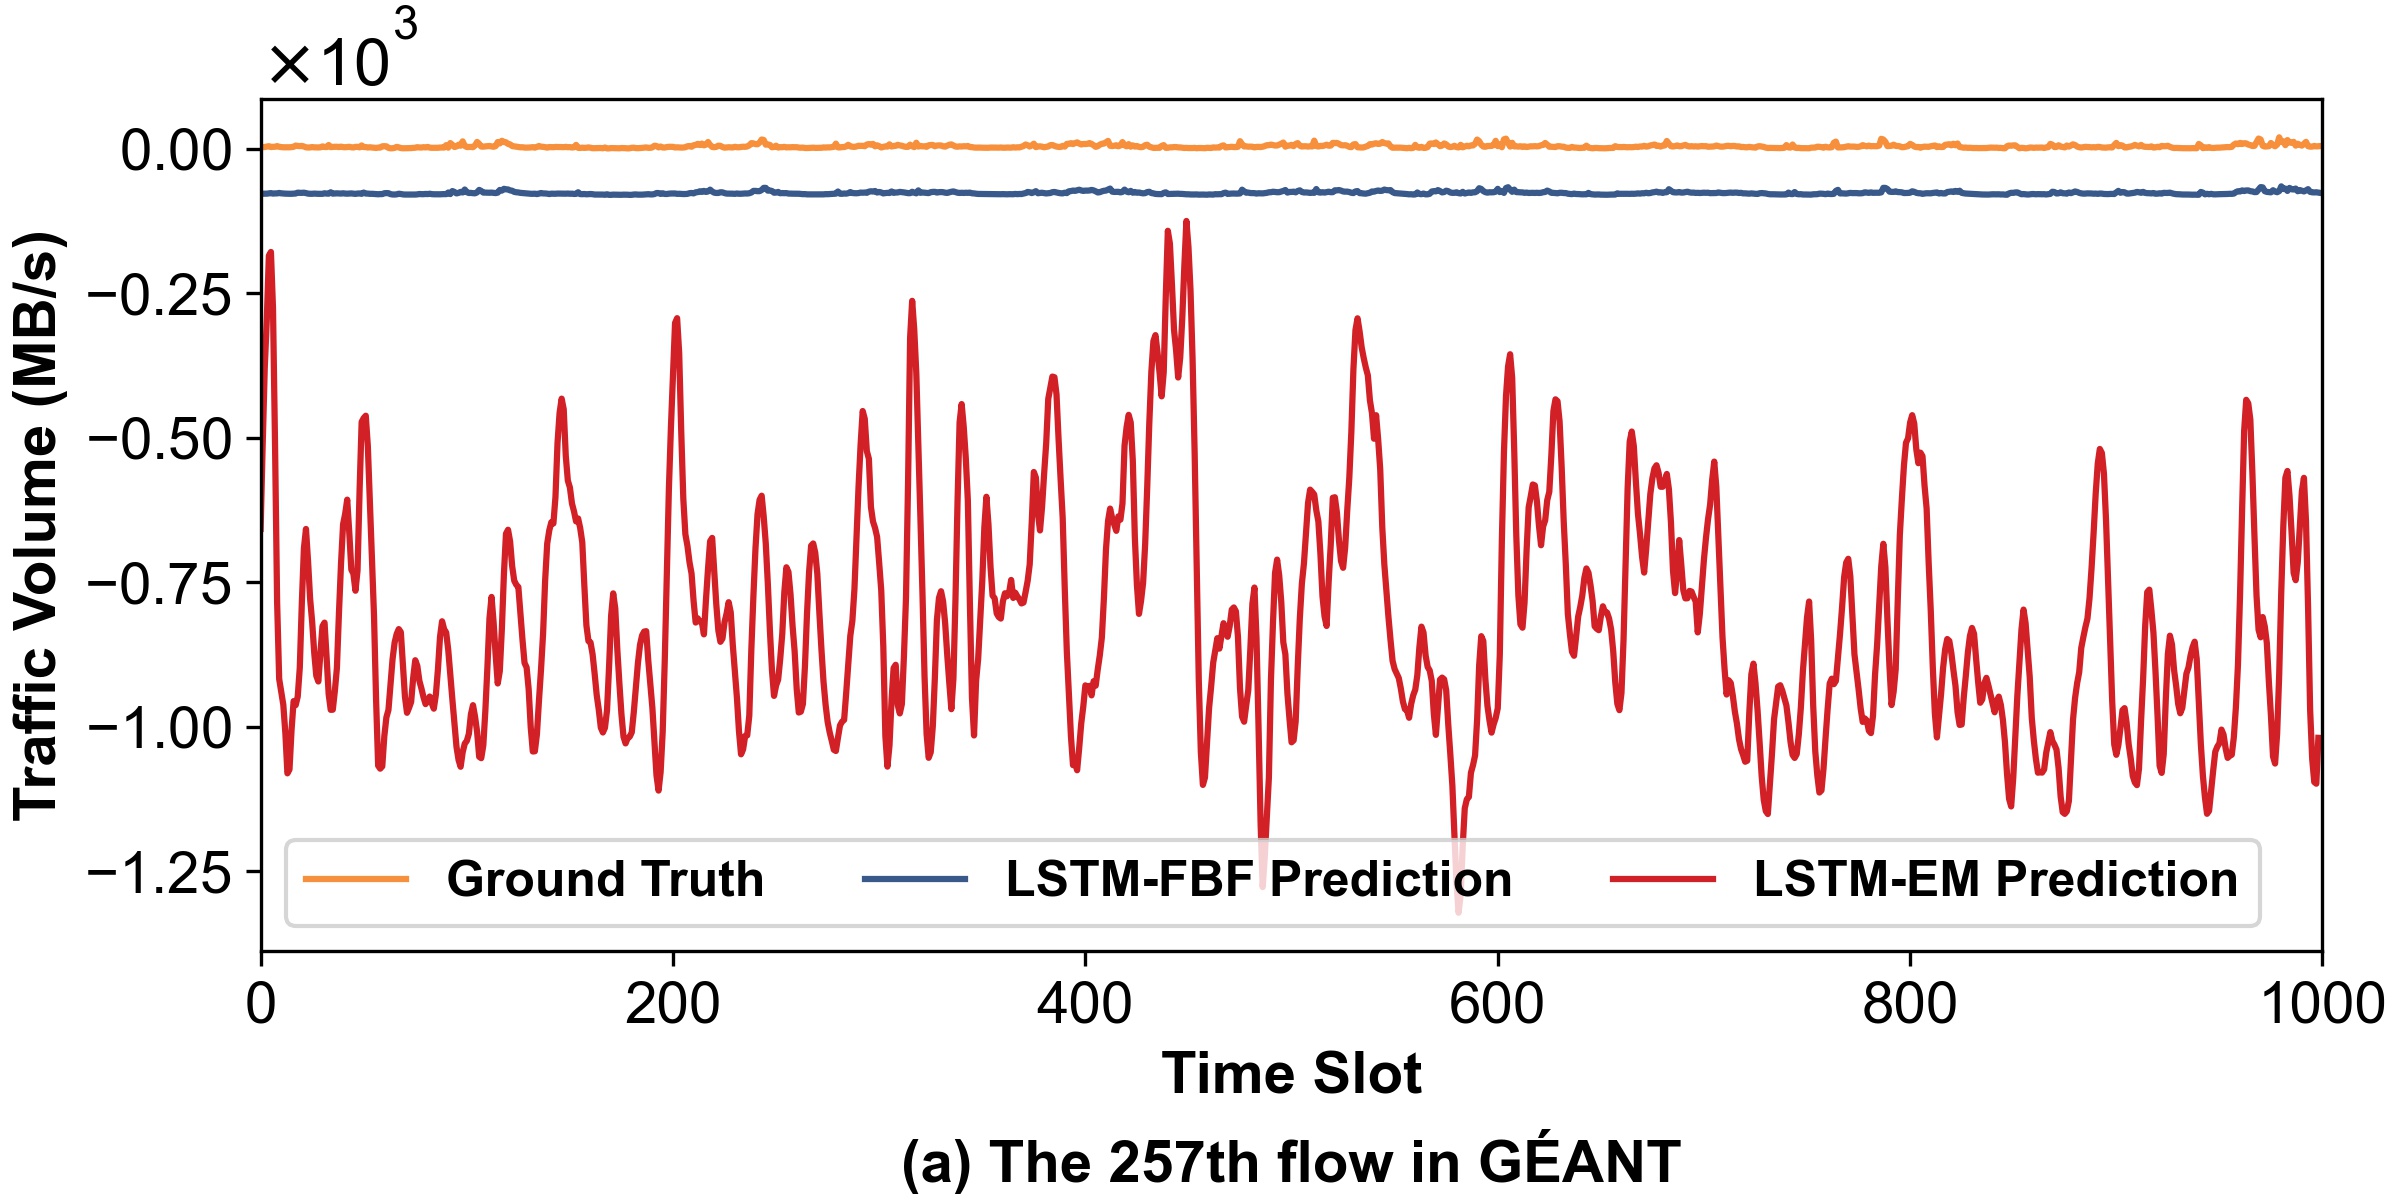 ×10³
0.00
−0.25
−0.50
−0.75
−1.00
−1.25
Traffic Volume (MB/s)
Ground Truth LSTM-FBF Prediction LSTM-EM Prediction
0 200 400 600 800 1000
Time Slot
(a) The 257th flow in GÉANT